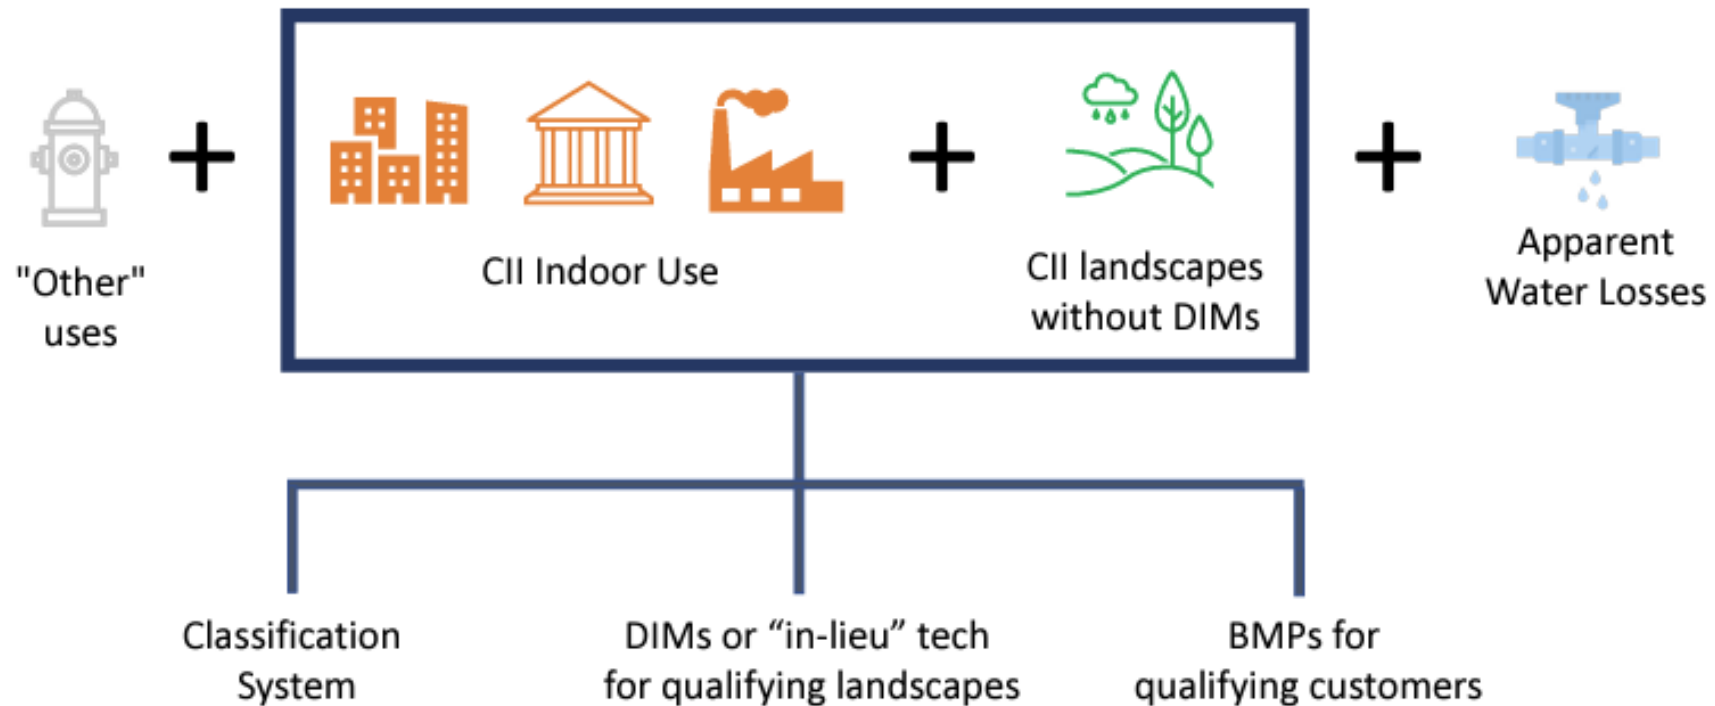 "Other"
uses
CII Indoor Use
CII landscapes
without DIMs
Apparent
Water Losses
Classification
System
DIMs or “in-lieu” tech
for qualifying landscapes
BMPs for
qualifying customers